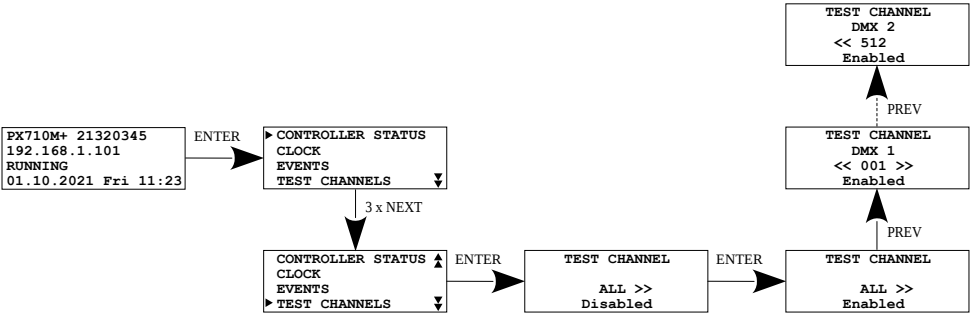 TEST CHANNEL
DMX 2
<< 512
Enabled
PREV
TEST CHANNEL
DMX 1
<< 001 >>
Enabled
PX710M+ 21320345
192.168.1.101
RUNNING
01.10.2021 Fri 11:23
ENTER
CONTROLLER STATUS
CLOCK
EVENTS
TEST CHANNELS
3 x NEXT
PREV
CONTROLLER STATUS
CLOCK
EVENTS
TEST CHANNELS
ENTER
TEST CHANNEL
ALL >>
Disabled
ENTER
TEST CHANNEL
ALL >>
Enabled